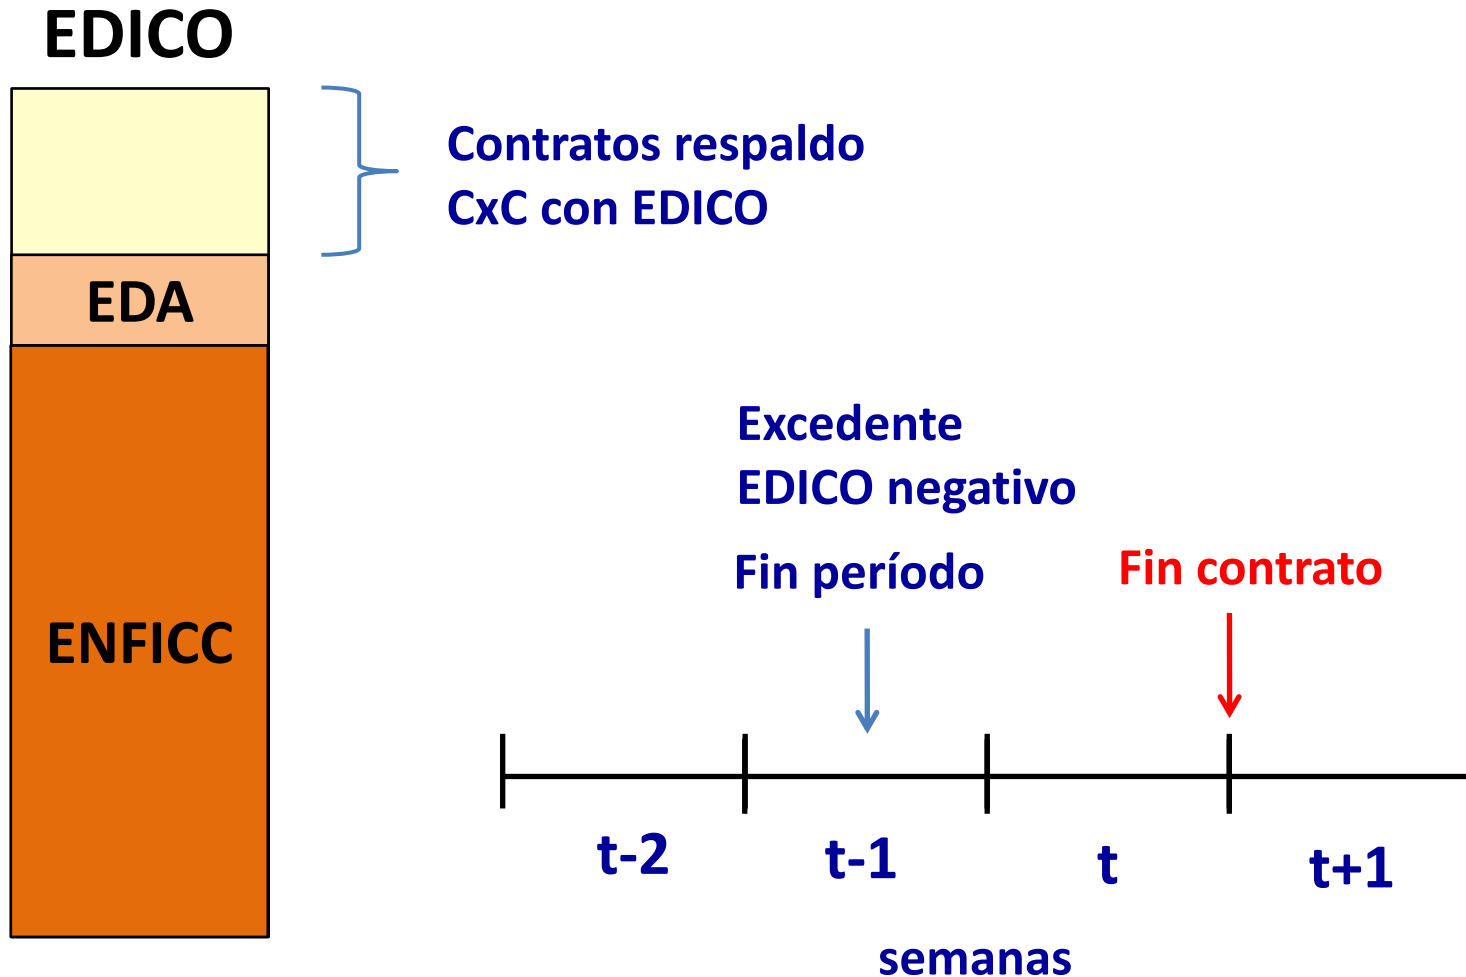 EDICO
Contratos respaldo
CxC con EDICO
EDA
ENFICC
Excedente
EDICO negativo
Fin período
Fin contrato
t-2
t-1
t
t+1
semanas